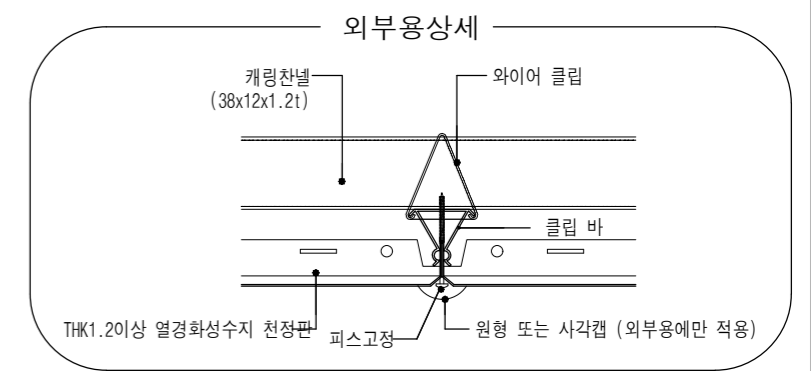 외부용상세
캐링찬넬
(38x12x1.2t)
와이어 클립
클립 바
THK1.2이상 열경화성수지 천정판
피스고정
원형 또는 사각캡 (외부용에만 적용)